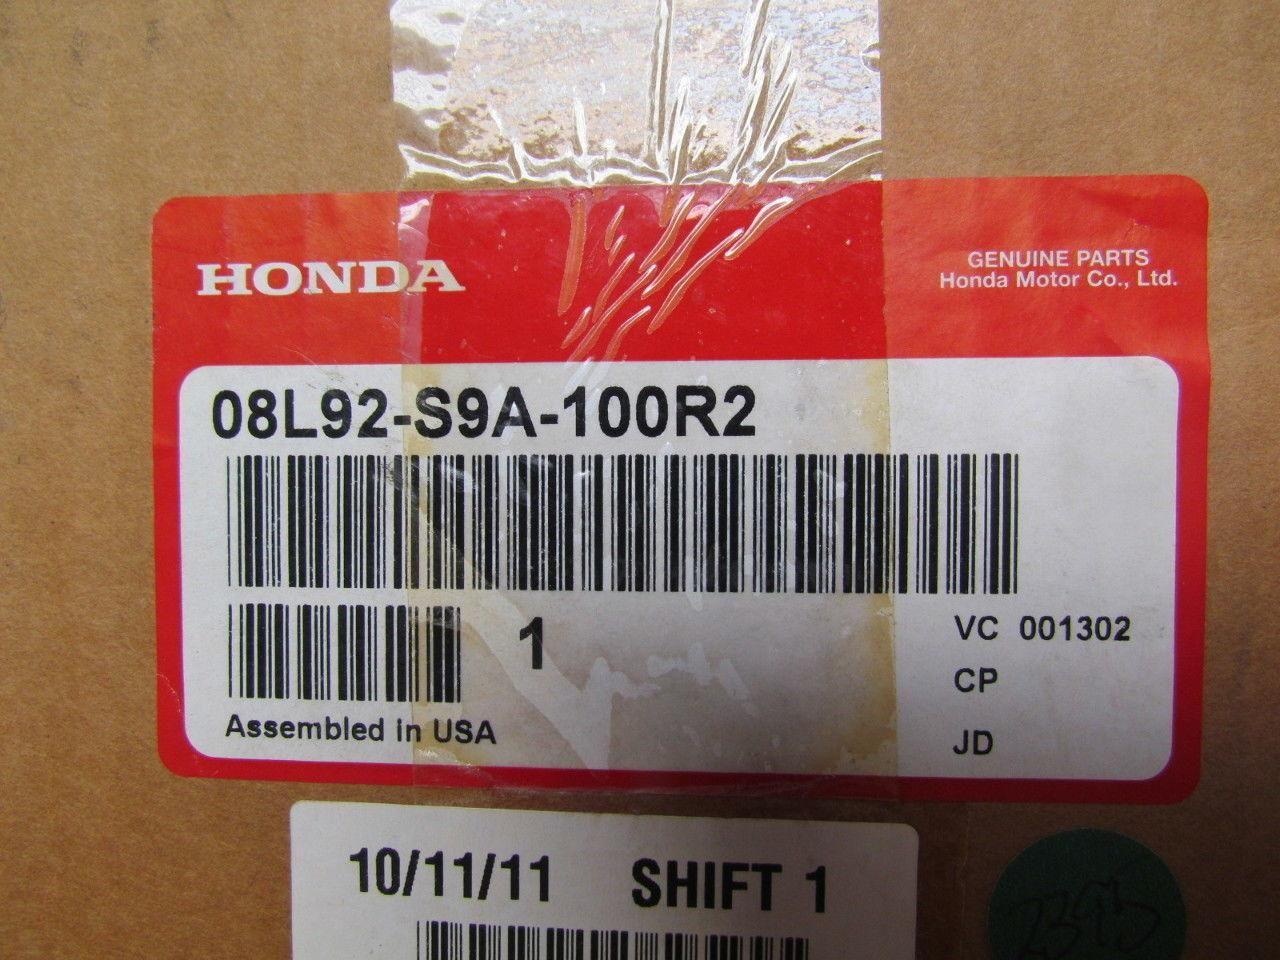 HONDA
GENUINE PARTS
Honda Motor Co., Ltd.
08L92-S9A-100R2
1
VC 001302
CP
Assembled in USA
JD
10/11/11 SHIFT 1